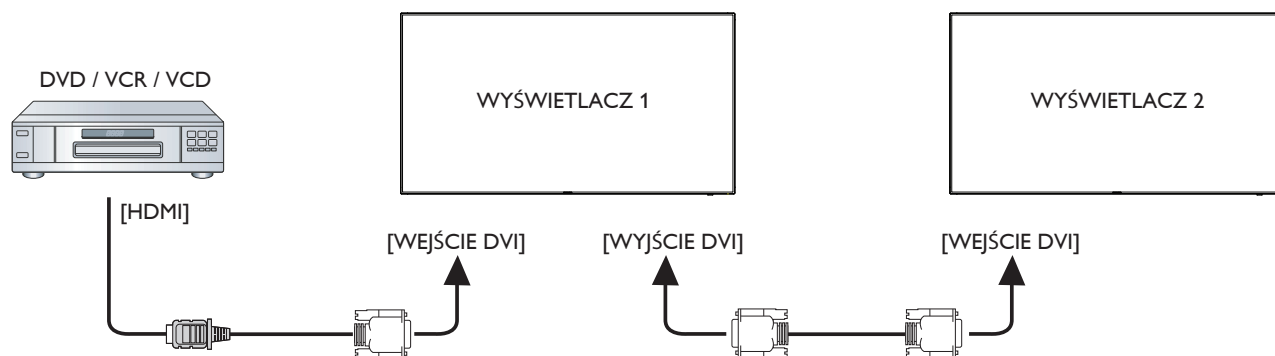 DVD / VCR / VCD
WYŚWIETLACZ 1
WYŚWIETLACZ 2
[HDMI]
[WEJŚCIE DVI]
[WYJŚCIE DVI]
[WEJŚCIE DVI]